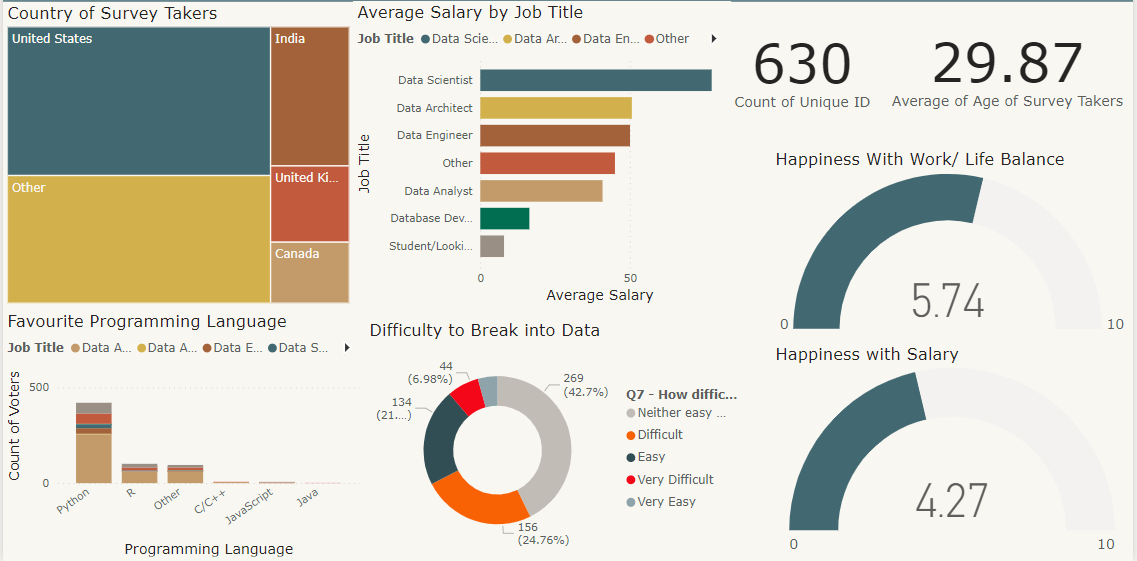 Country of Survey Takers
United States
India
Other
United Ki...
Canada
Average Salary by Job Title
Job Title Data Scie... Data Ar... Data En... Other
Job Title
Data Scientist
Data Architect
Data Engineer
Other
Data Analyst
Database Dev...
Student/Looki...
0 50
Average Salary
630
Count of Unique ID
29.87
Average of Age of Survey Takers
Happiness With Work/ Life Balance
5.74
0 10
Happiness with Salary
4.27
0 10
Favourite Programming Language
Job Title Data A... Data A... Data E... Data S...
Count of Voters
500
0
Python R Other C/C++ JavaScript Java
Programming Language
Difficulty to Break into Data
44
(6.98%)
269
(42.7%)
134
(21....)
156
(24.76%)
Q7 - How diffic...
Neither easy ...
Difficult
Easy
Very Difficult
Very Easy